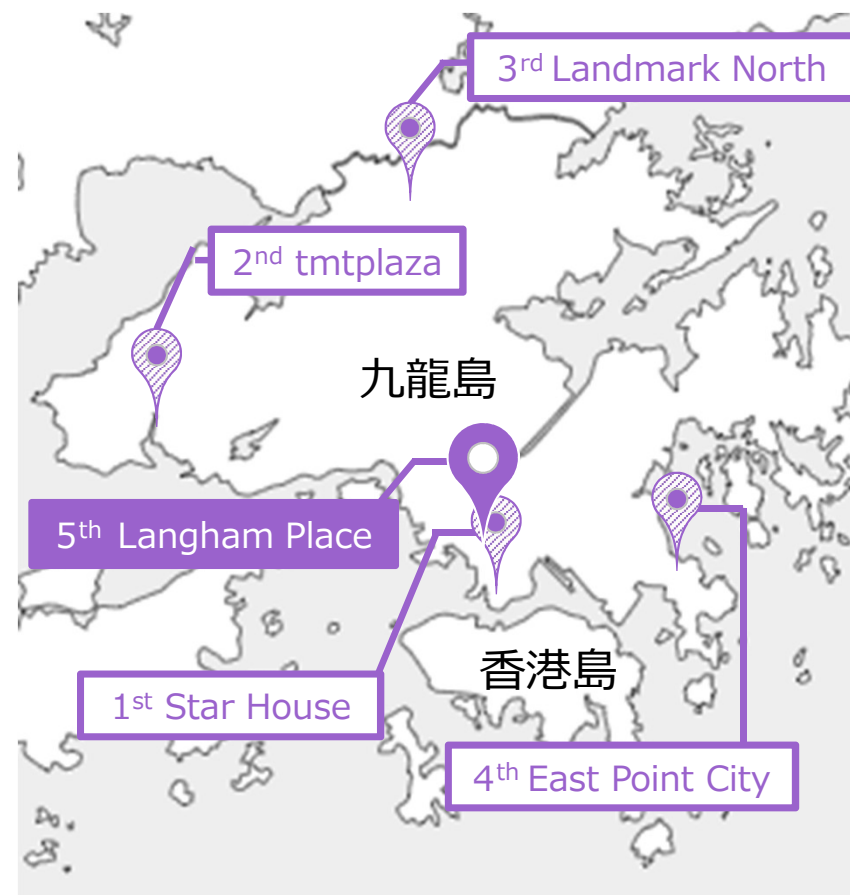 3rd Landmark North
2nd tmtplaza
九龍島
5th Langham Place
1st Star House
香港島
4th East Point City